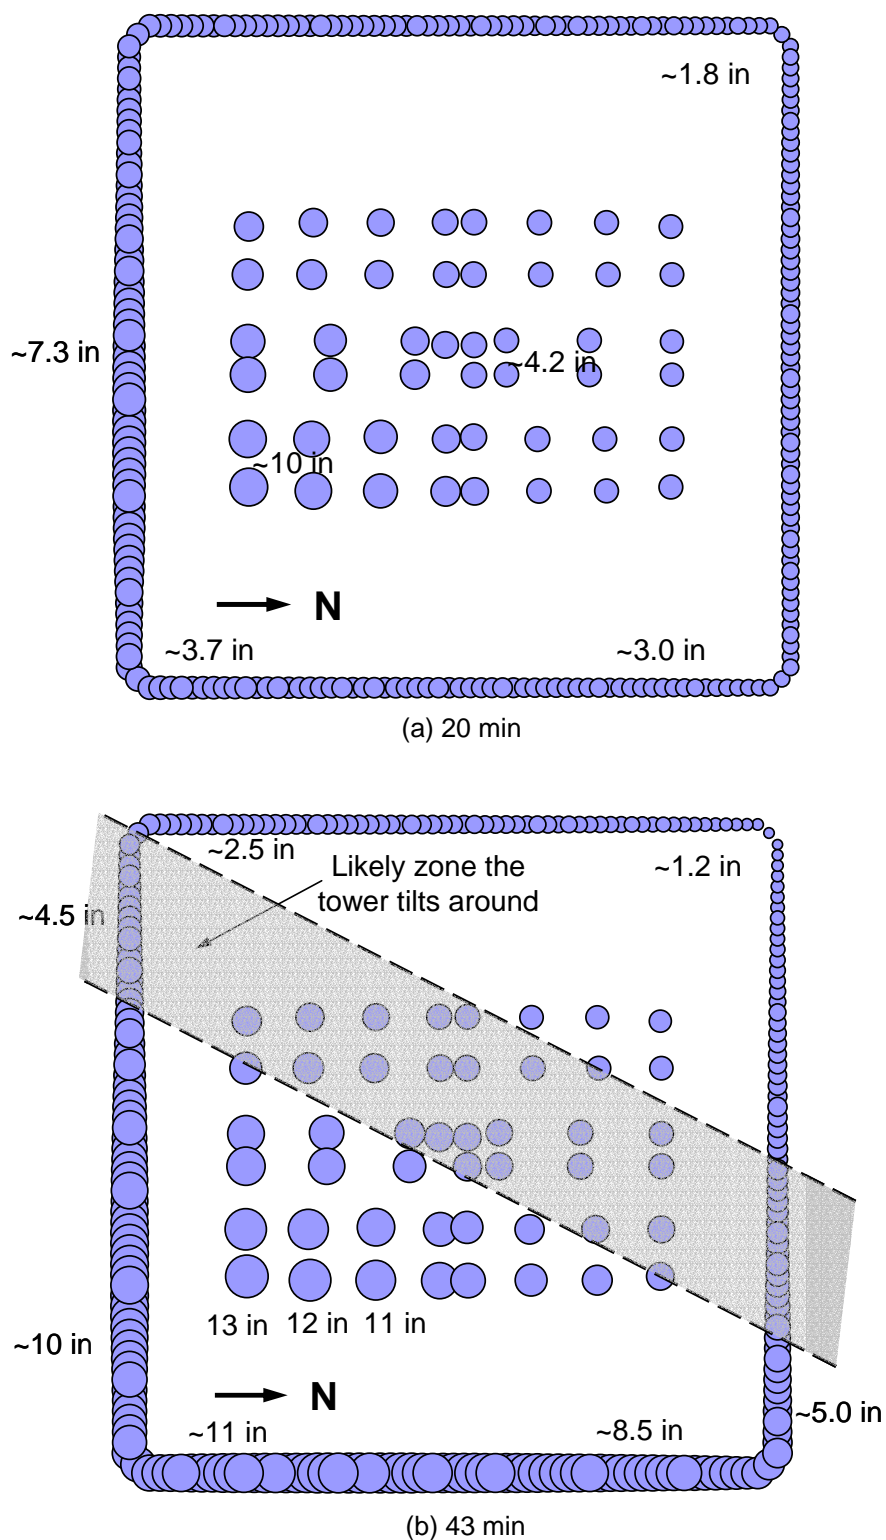 ~1.8 in
~7.3 in
~4.2 in
~10 in
N
~3.7 in
~3.0 in
(a) 20 min
~2.5 in
~1.2 in
Likely zone the
tower tilts around
~4.5 in
13 in
12 in
11 in
~10 in
N
~11 in
~8.5 in
~5.0 in
(b) 43 min